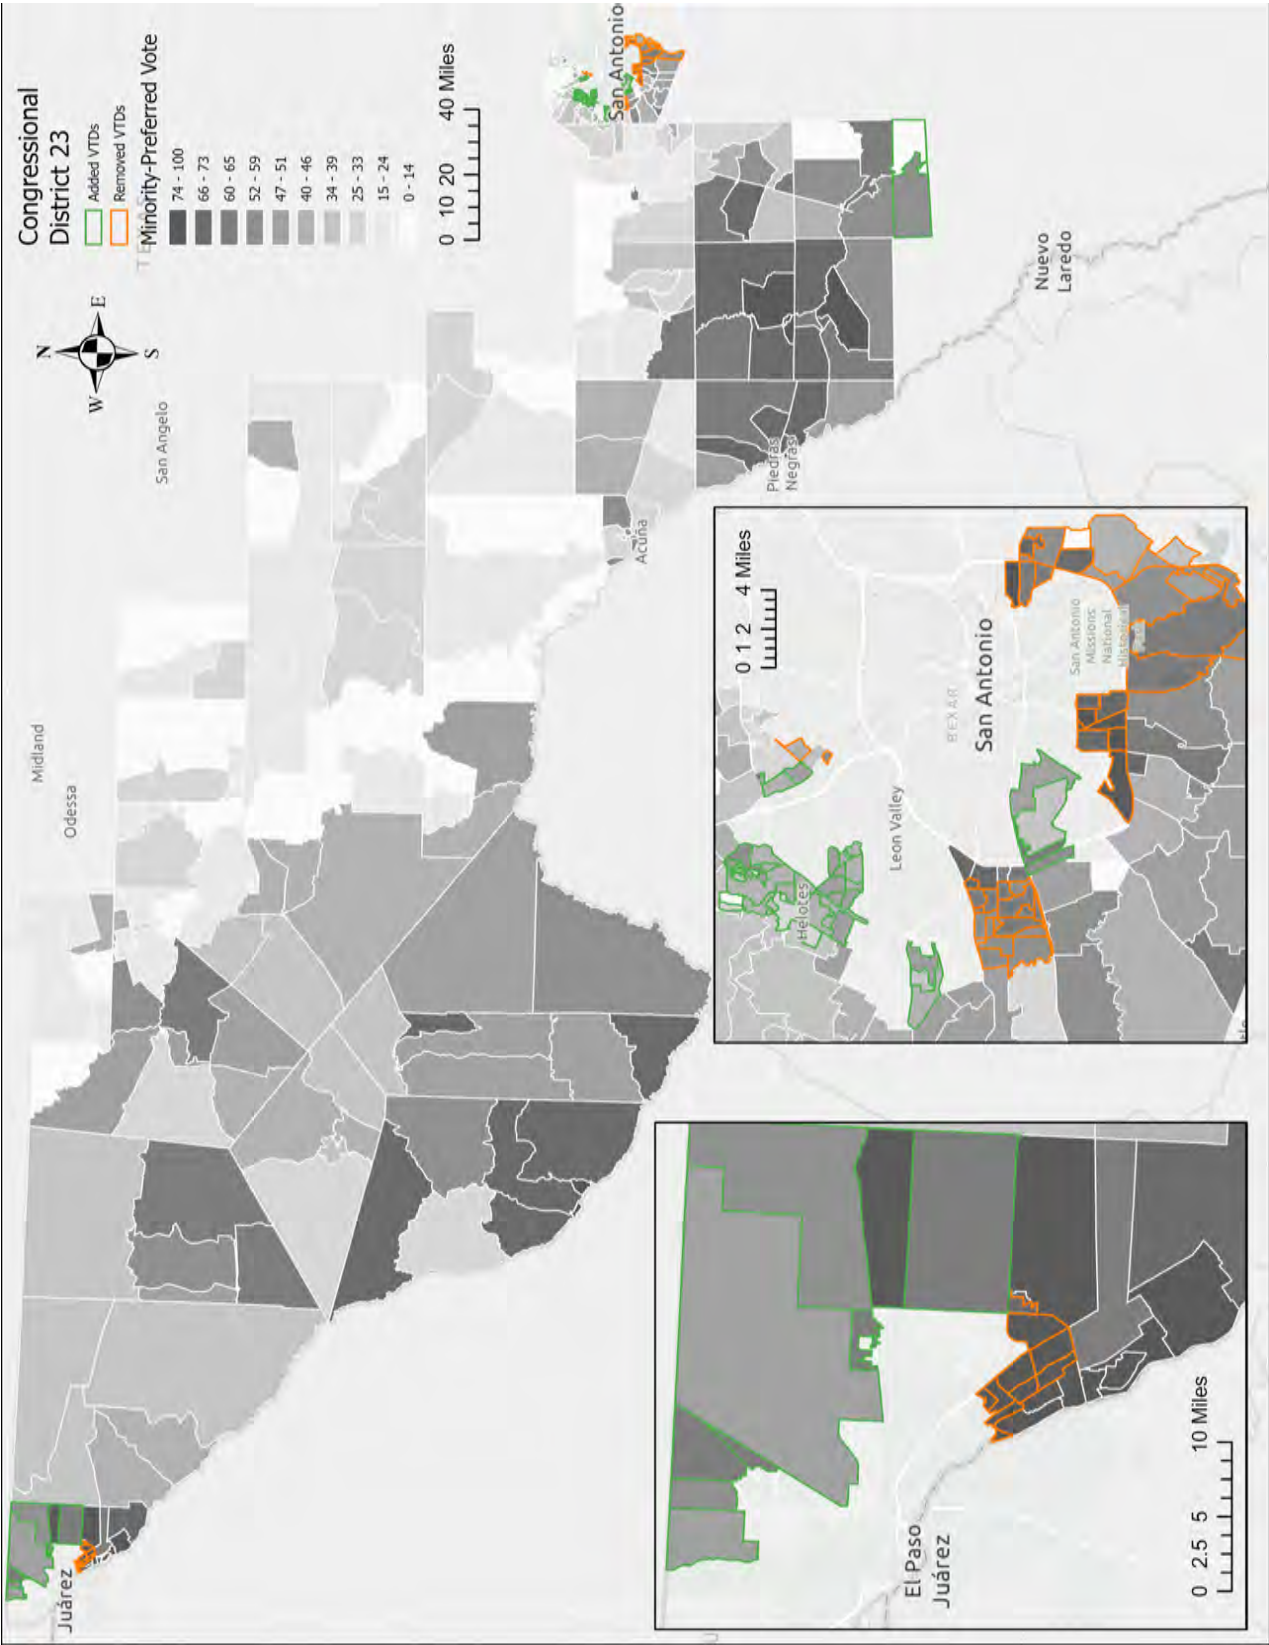 Congressional
District 23
Added VTDs
Removed VTDs
Minority-Preferred Vote
74 - 100
66 - 73
60 - 65
52 - 59
47 - 51
40 - 46
34 - 39
25 - 33
15 - 24
0 - 14
0 10 20 40 Miles
N
W E
S
San Angelo
Midland
Odessa
San Antonio
Juárez
Acuña
Piedras
Negras
Nuevo
Laredo
El Paso
Juárez
0 2.5 5 10 Miles
0 1 2 4 Miles
Helotes
Leon Valley
BEXAR
San Antonio
San Antonio
Missions
National